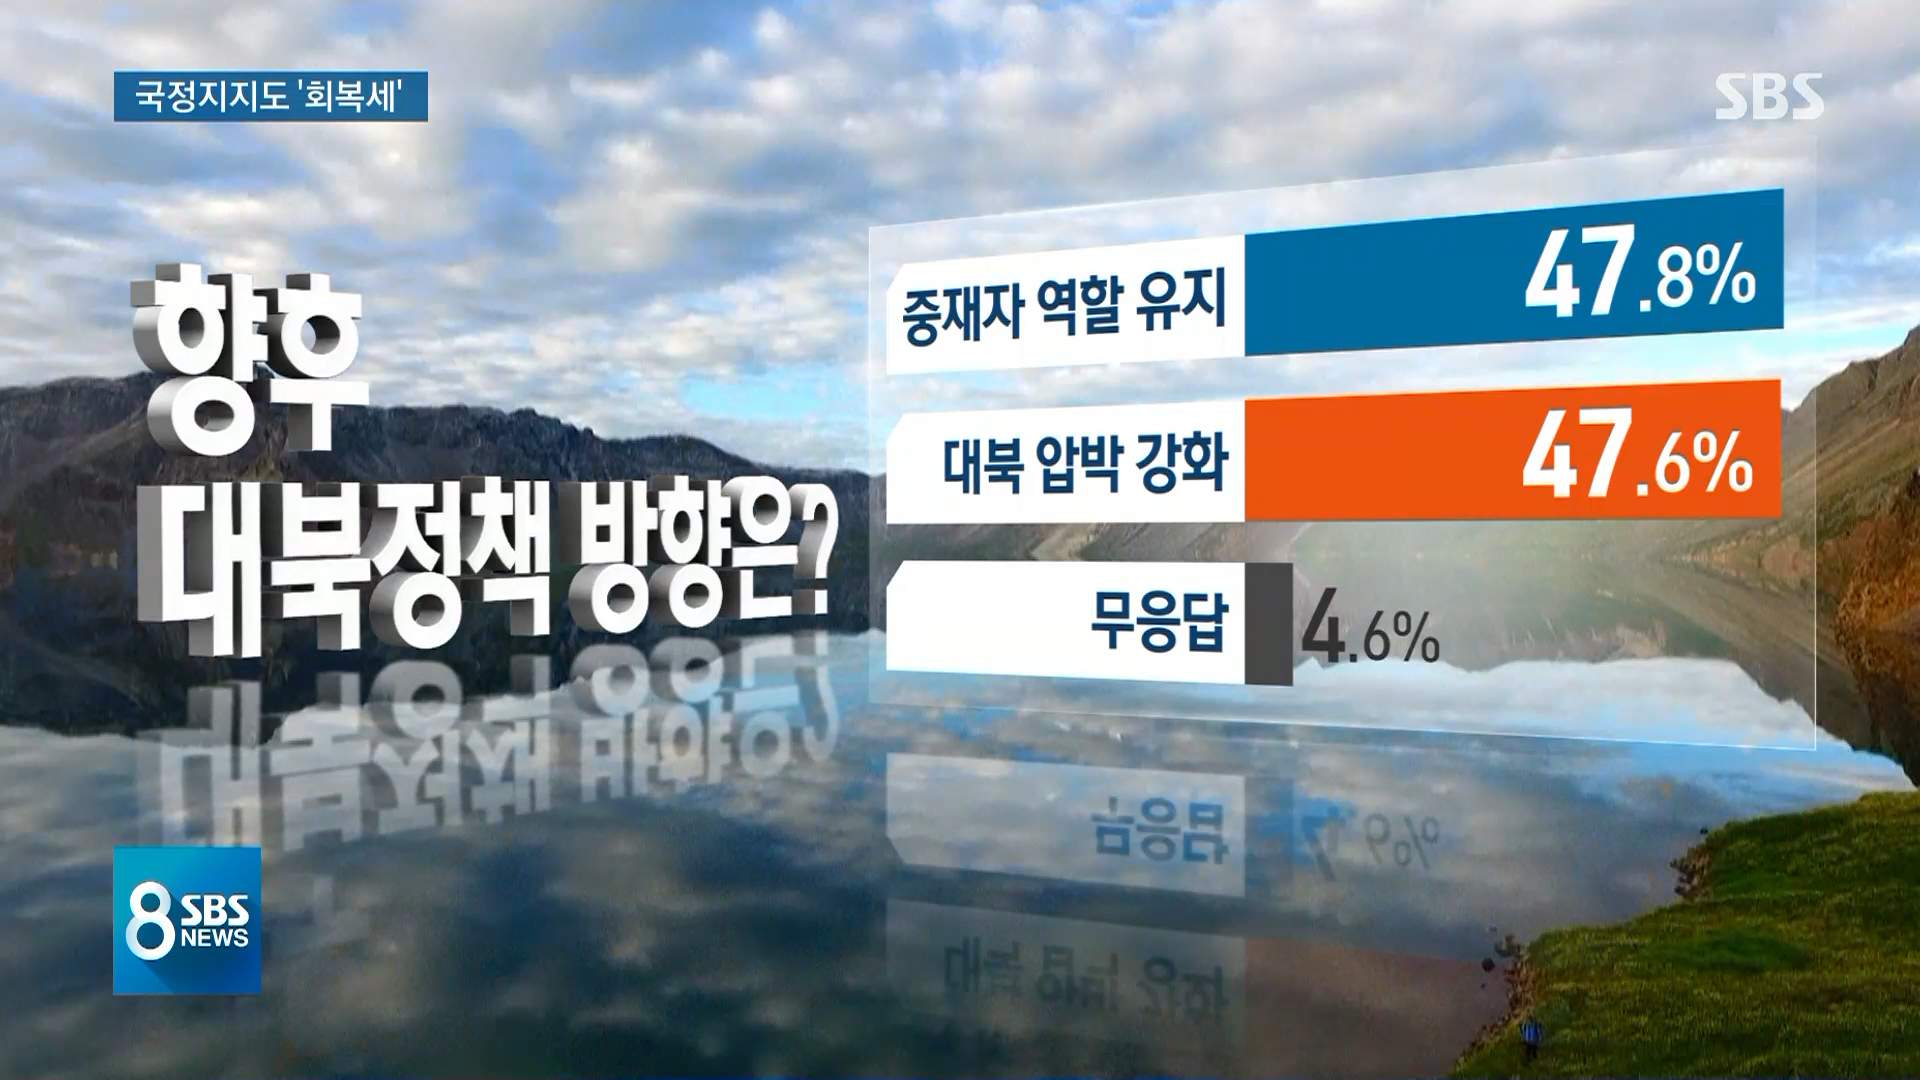 국정지지도 '회복세'
SBS
향후
대북정책 방향은?
중재자 역할 유지 47.8%
대북 압박 강화 47.6%
무응답 4.6%
8 SBS
NEWS